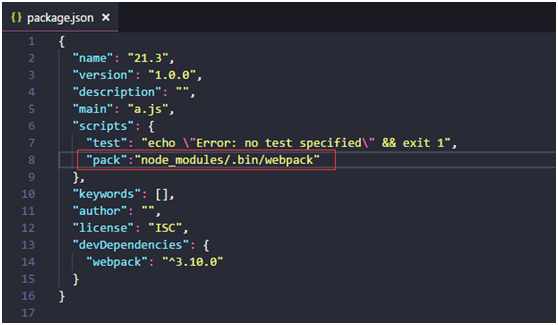 {} package.json ×
1 {
2 "name": "21.3",
3 "version": "1.0.0",
4 "description": "",
5 "main": "a.js",
6 "scripts": {
7 "test": "echo \"Error: no test specified\" && exit 1",
8 "pack":"node_modules/.bin/webpack"
9 },
10 "keywords": [],
11 "author": "",
12 "license": "ISC",
13 "devDependencies": {
14 "webpack": "^3.10.0"
15 }
16 }
17